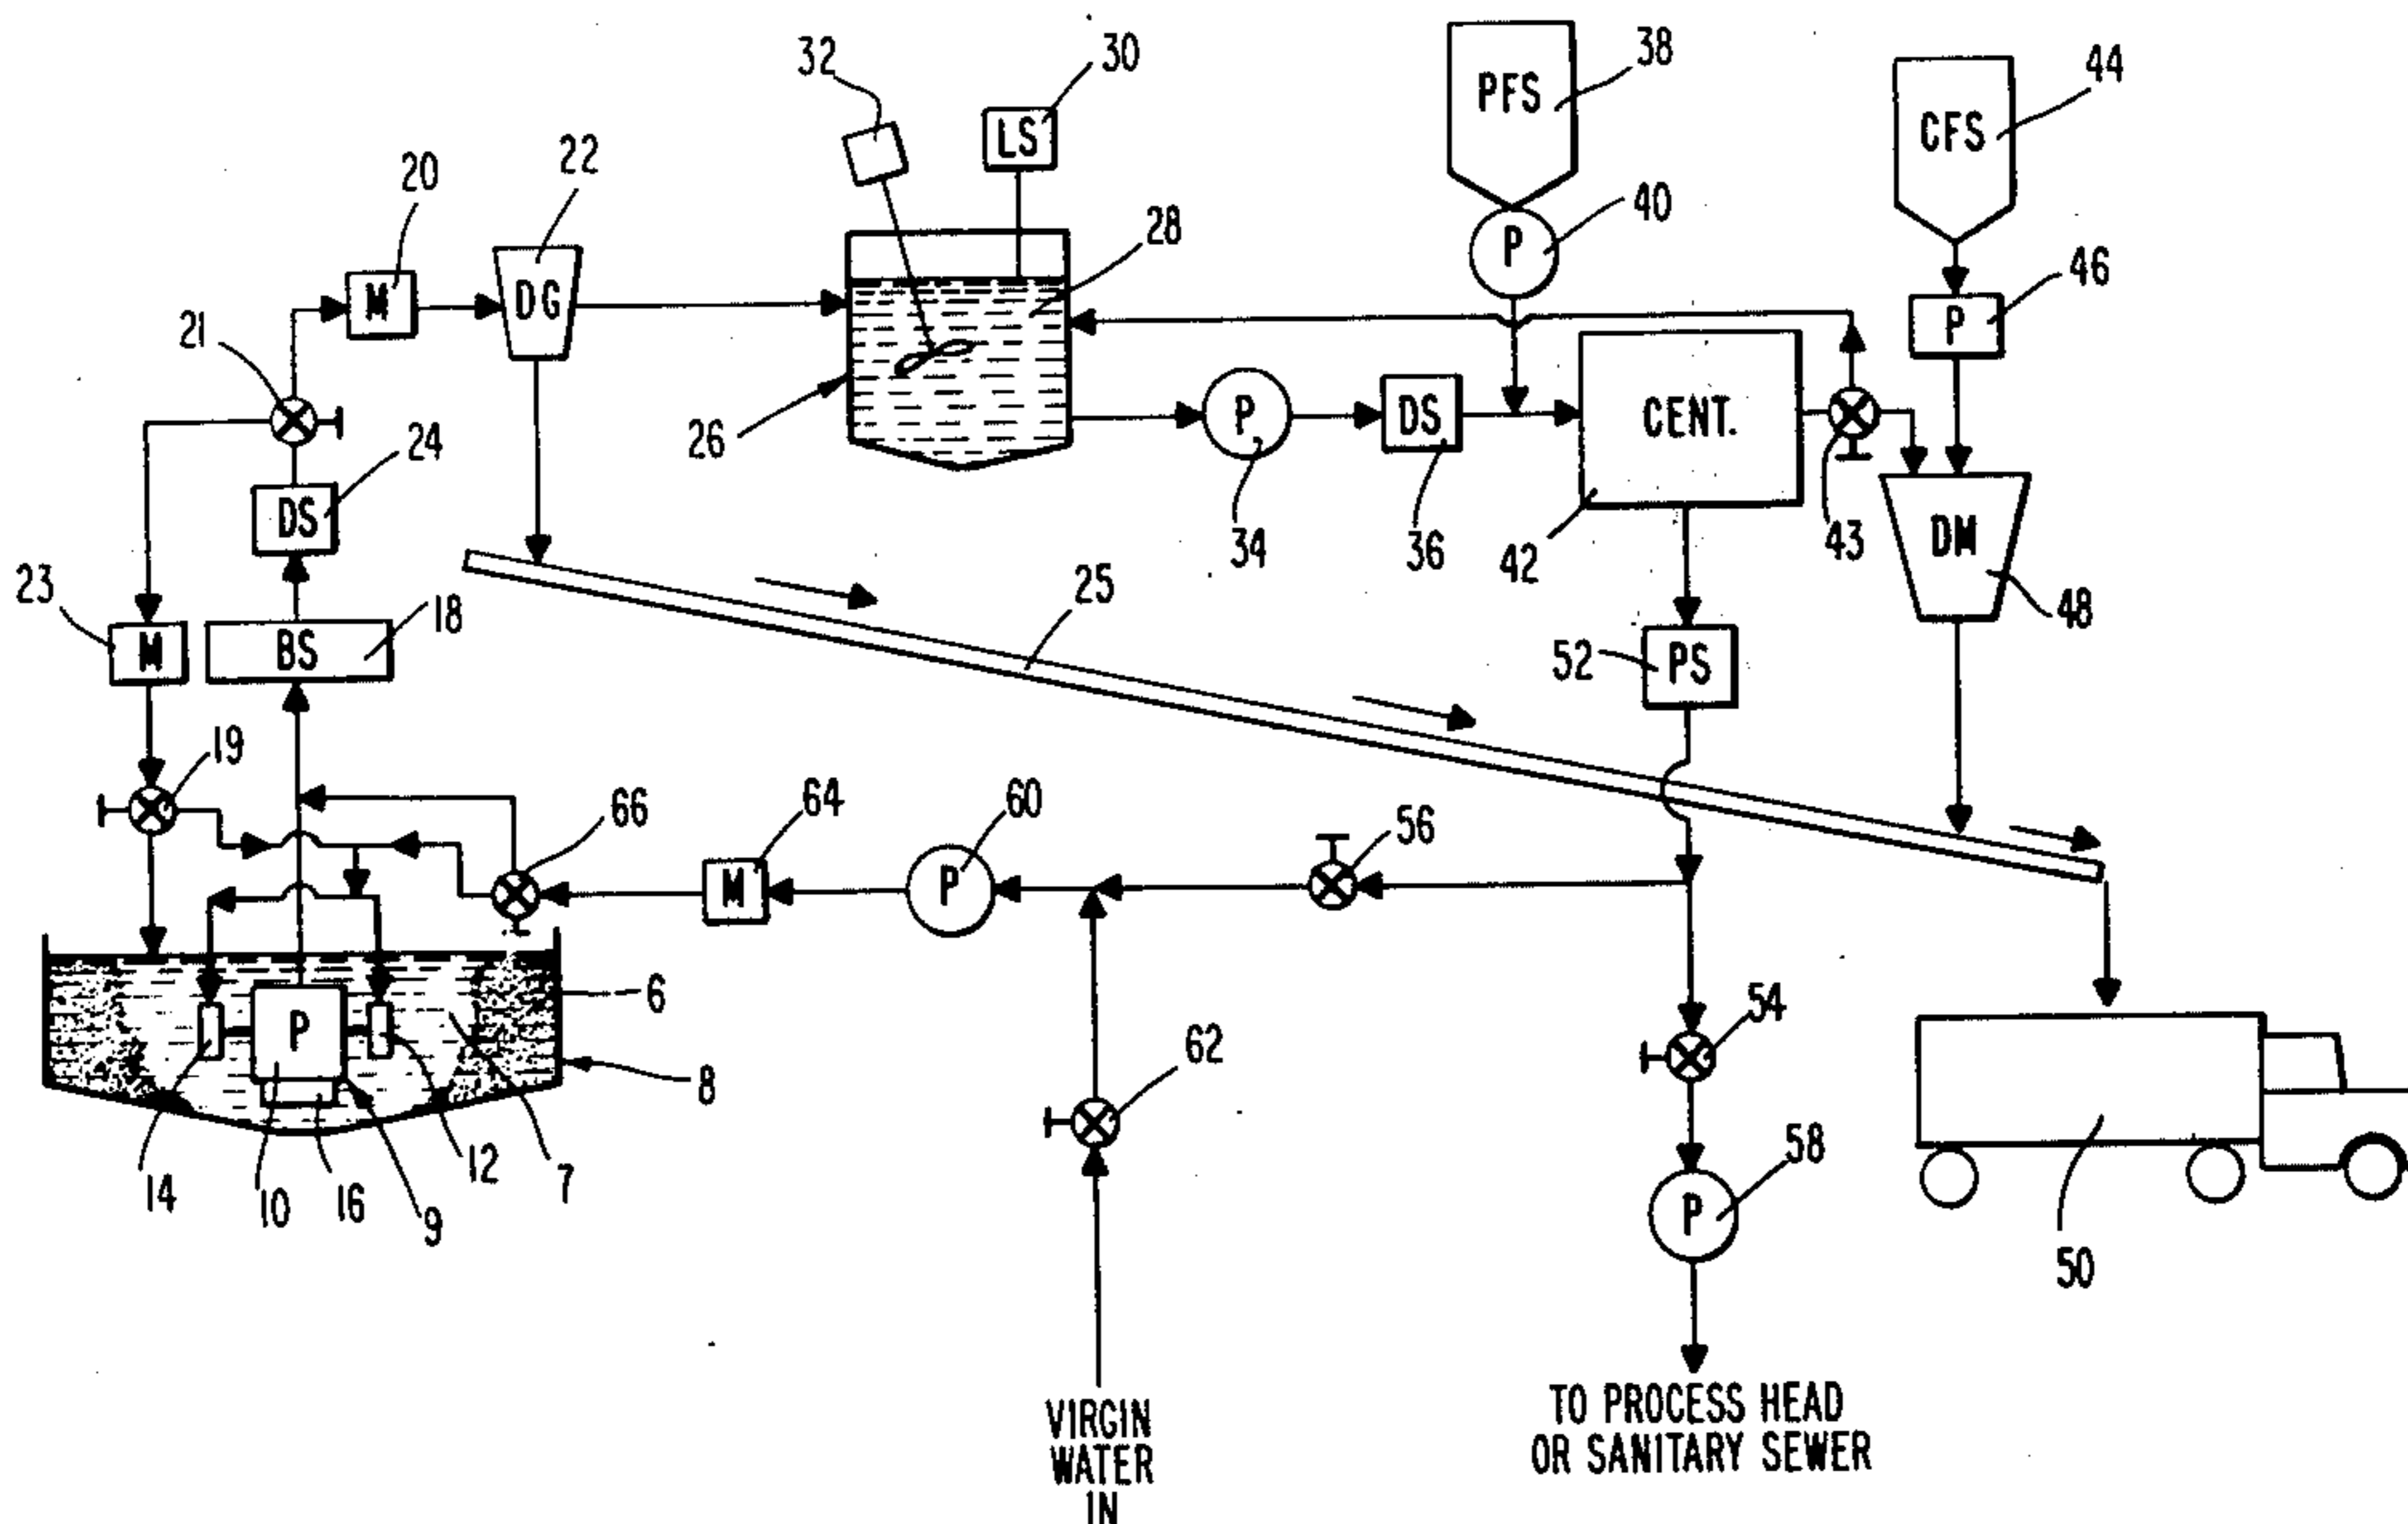 32
30
38
44
PFS
LS
CFS
22
20
40
28
P
46
M
DG
P
21
24
26
P
DS
CENT.
DS
34
36
42
43
DM
25
48
23
18
M
BS
52
PS
19
66
64
60
56
M
P
6
P
54
62
8
58
14
10
16
9
12
7
P
50
VIRGIN
WATER
IN
TO PROCESS HEAD
OR SANITARY SEWER